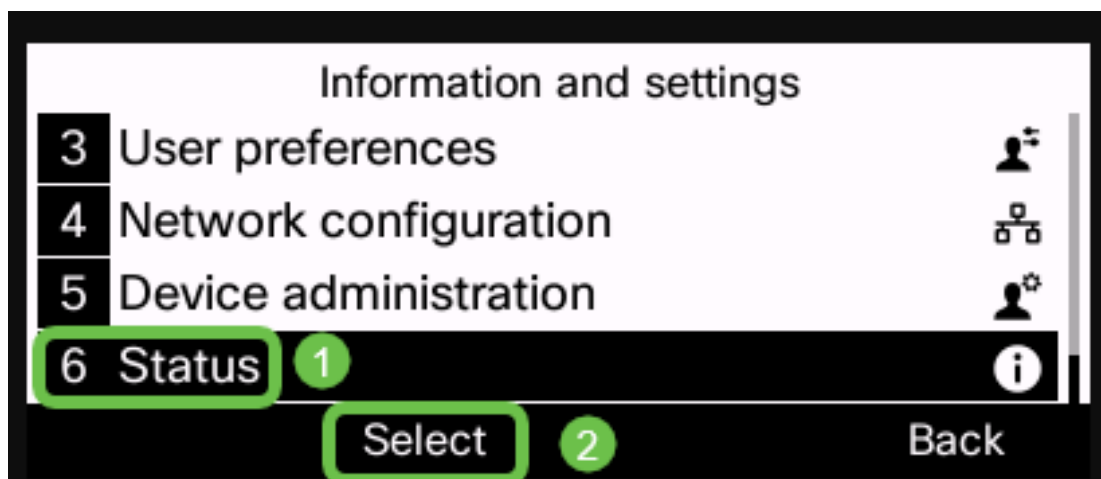 Information and settings
3 User preferences
4 Network configuration
5 Device administration
6 Status 1
Select 2 Back